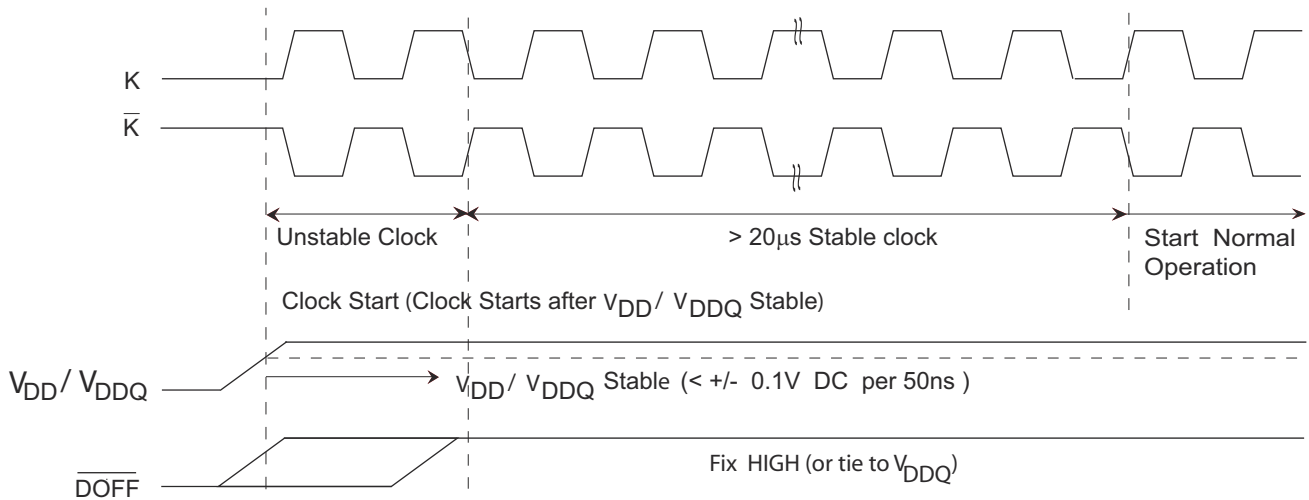 K
K̅
Unstable Clock
> 20μs Stable clock
Start Normal
Operation
Clock Start (Clock Starts after VDD / VDDQ Stable)
VDD / VDDQ
VDD / VDDQ Stable (< +/- 0.1V DC per 50ns )
D̅O̅F̅F̅
Fix HIGH (or tie to VDDQ)